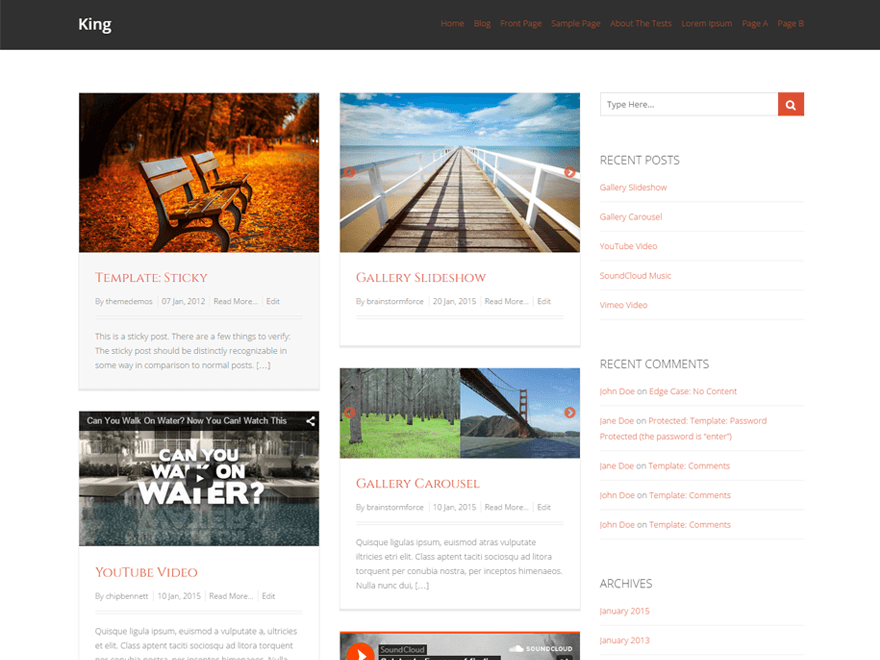 King
Home Blog Front Page Sample Page About The Tests Lorem Ipsum Page A Page B
Template: Sticky
By themedemos 07 Jan, 2012 Read More... Edit
This is a sticky post. There are a few things to verify:
The sticky post should be distinctly recognizable in
some way in comparison to normal posts. […]
Can You Walk On Water? Now You Can! Watch This
CAN YOU
WALK ON
WATER?
YouTube Video
By chipbennett 10 Jan, 2015 Read More... Edit
Quisque ligula ipsum, euismod a vulputate a, ultricies
et orci. Class aptent taciti sociosqu ad litora
Gallery Slideshow
By brainstormforce 20 Jan, 2015 Read More... Edit
Gallery Carousel
By brainstormforce 10 Jan, 2015 Read More... Edit
Quisque ligulas ipsum, euismod atras vulputate
iltricies etri elit. Class aptent taciti sociosqu ad litora
torquent per conubia nostra, per inceptos himenaeos.
Nulla nunc dui, […]
SoundCloud
SOUNDCLOUD
Type Here...
RECENT POSTS
Gallery Slideshow
Gallery Carousel
YouTube Video
SoundCloud Music
Vimeo Video
RECENT COMMENTS
John Doe on Edge Case: No Content
Jane Doe on Protected: Template: Password
Protected (the password is "enter")
Jane Doe on Template: Comments
John Doe on Template: Comments
John Doe on Template: Comments
ARCHIVES
January 2015
January 2013